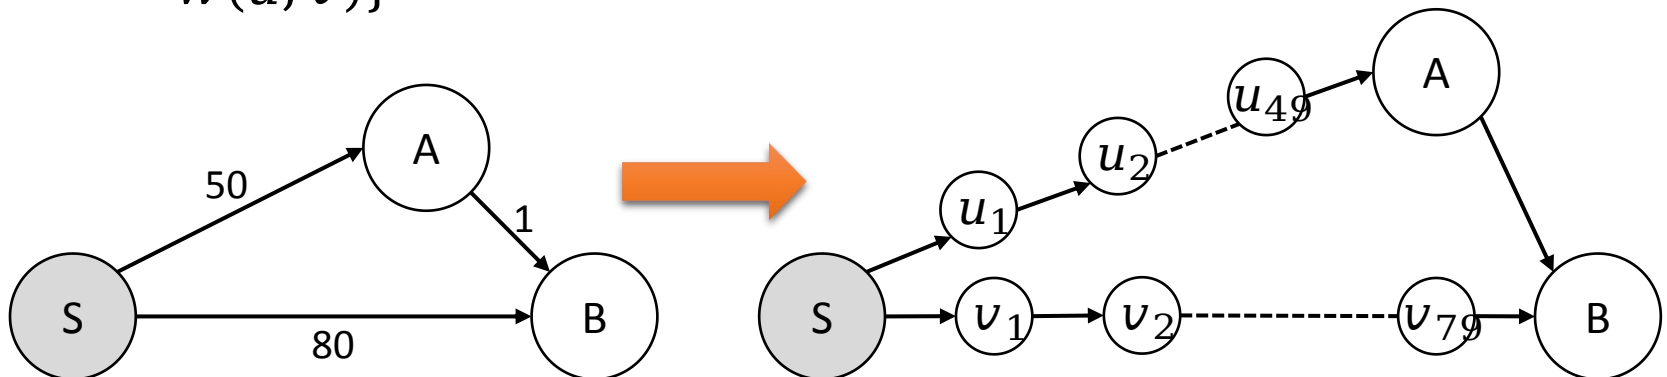 w(u, v)}
A
50
1
S
B
80
A
u₄₉
u₂
u₁
S
v₁
v₂
v₇₉
B